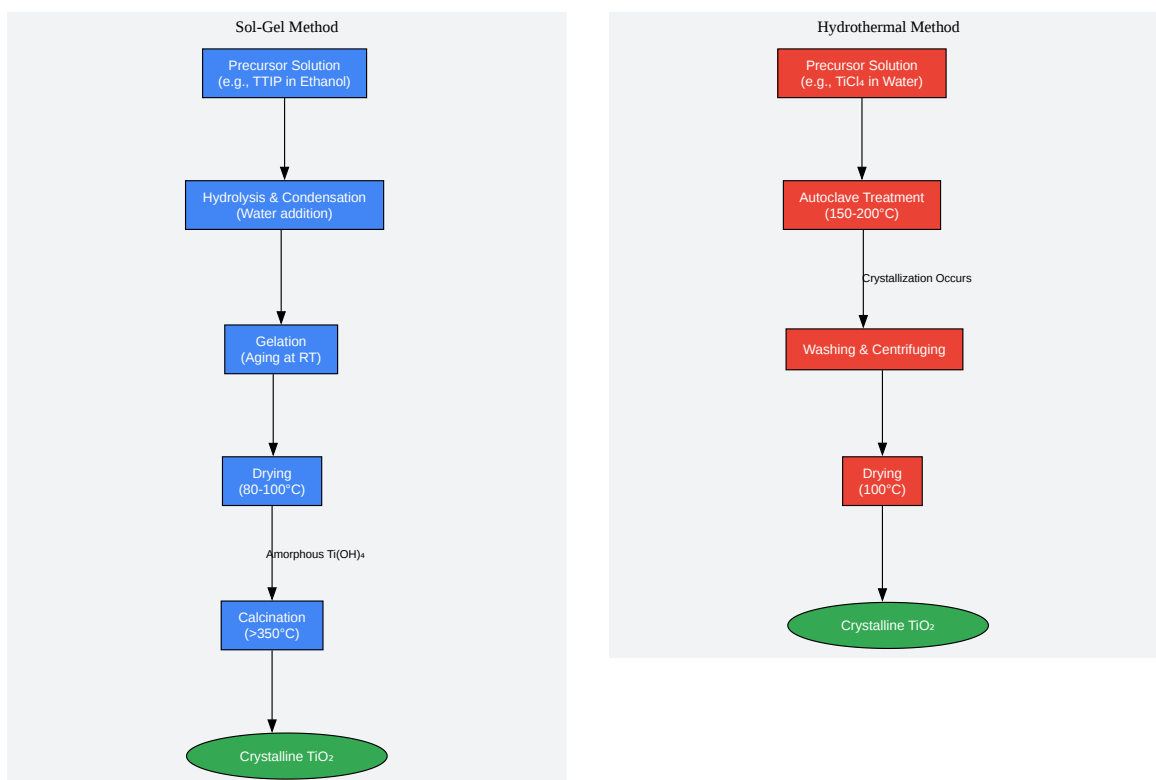 Sol-Gel Method
Precursor Solution
(e.g., TTIP in Ethanol)
Hydrolysis & Condensation
(Water addition)
Gelation
(Aging at RT)
Drying
(80-100°C)
Amorphous Ti(OH)₄
Calcination
(>350°C)
Crystalline TiO₂
Hydrothermal Method
Precursor Solution
(e.g., TiCl₄ in Water)
Autoclave Treatment
(150-200°C)
Crystallization Occurs
Washing & Centrifuging
Drying
(100°C)
Crystalline TiO₂